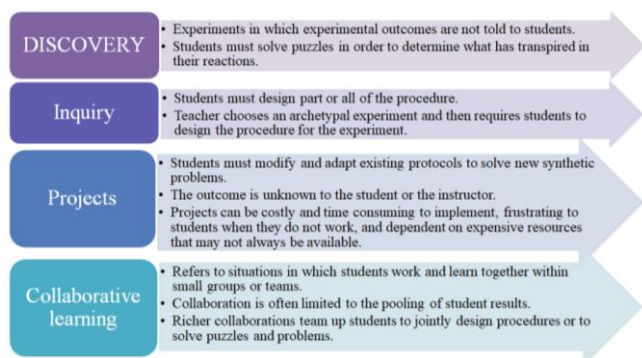 DISCOVERY
• Experiments in which experimental outcomes are not told to students.
• Students must solve puzzles in order to determine what has transpired in
their reactions.
Inquiry
• Students must design part or all of the procedure.
• Teacher chooses an archetypal experiment and then requires students to
design the procedure for the experiment.
Projects
• Students must modify and adapt existing protocols to solve new synthetic
problems.
• The outcome is unknown to the student or the instructor.
• Projects can be costly and time consuming to implement, frustrating to
students when they do not work, and dependent on expensive resources
that may not always be available.
Collaborative
learning
• Refers to situations in which students work and learn together within
small groups or teams.
• Collaboration is often limited to the pooling of student results.
• Richer collaborations team up students to jointly design procedures or to
solve puzzles and problems.